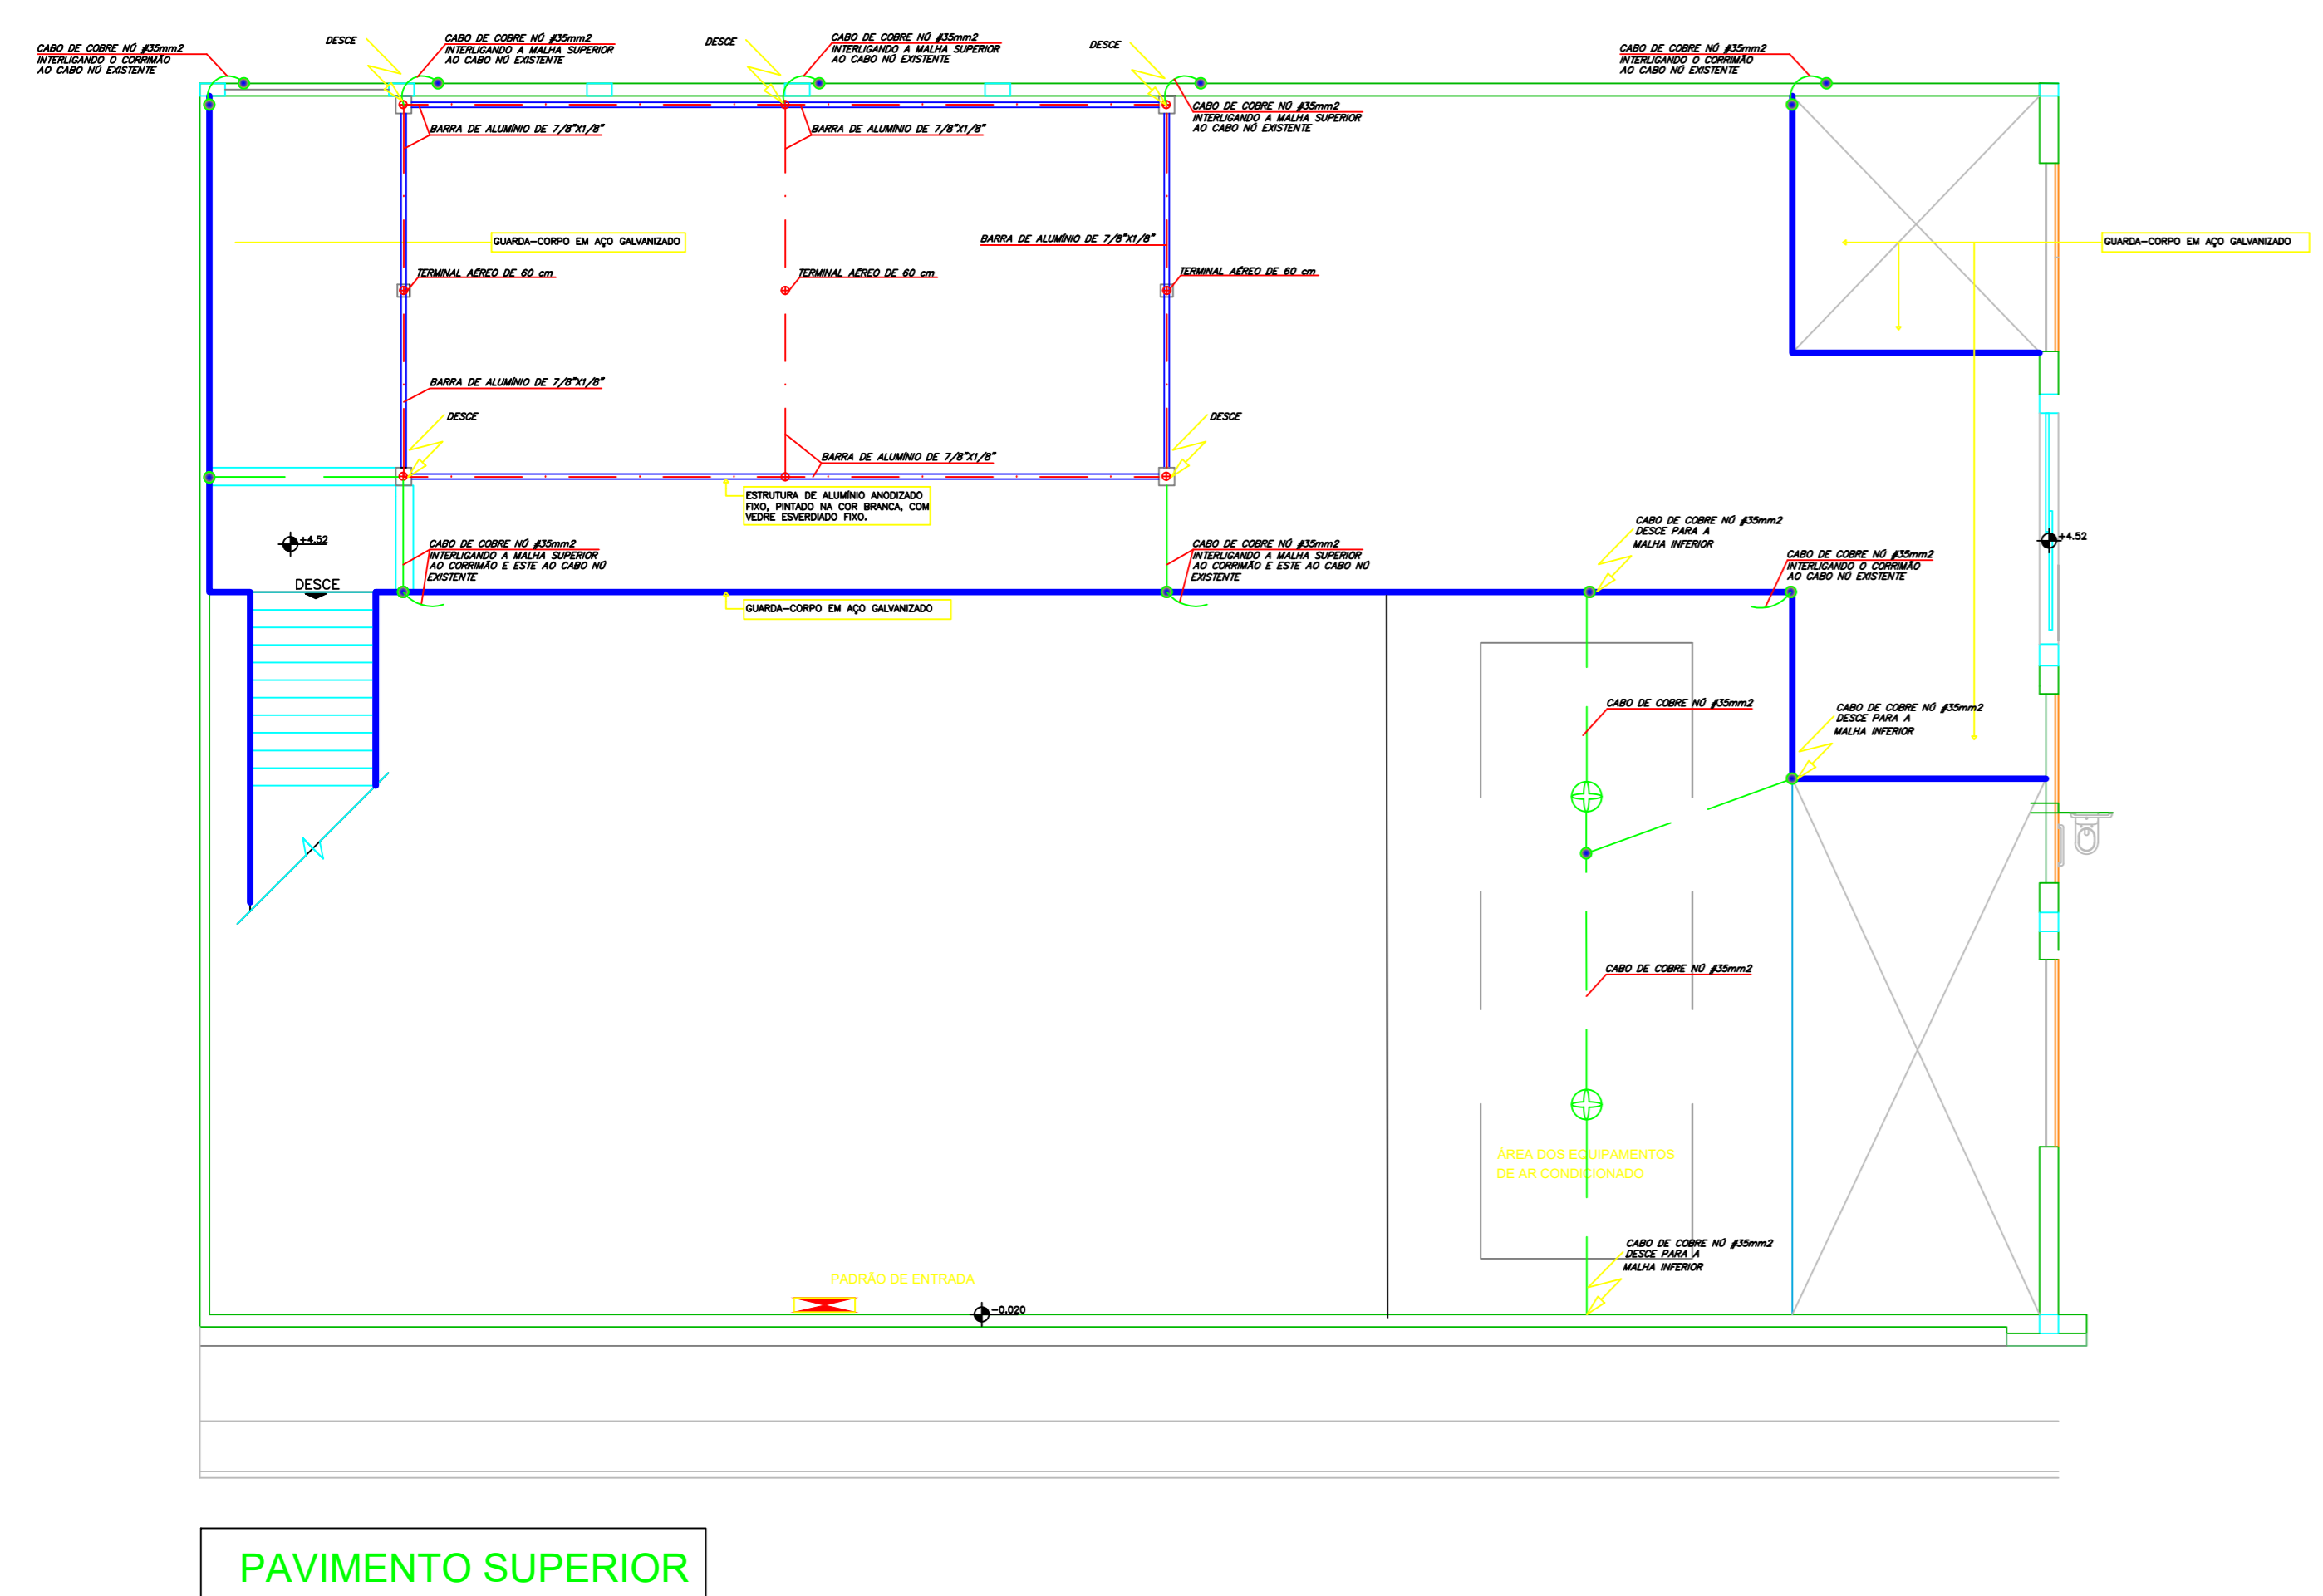 CABO DE COBRE NÚ #35mm2
INTERLIGANDO O CORRIMÃO
AO CABO NÚ EXISTENTE
DESCE
CABO DE COBRE NÚ #35mm2
INTERLIGANDO A MALHA SUPERIOR
AO CABO NÚ EXISTENTE
DESCE
CABO DE COBRE NÚ #35mm2
INTERLIGANDO A MALHA SUPERIOR
AO CABO NÚ EXISTENTE
DESCE
CABO DE COBRE NÚ #35mm2
INTERLIGANDO A MALHA SUPERIOR
AO CABO NÚ EXISTENTE
CABO DE COBRE NÚ #35mm2
INTERLIGANDO O CORRIMÃO
AO CABO NÚ EXISTENTE
BARRA DE ALUMÍNIO DE 7/8"X1/8"
BARRA DE ALUMÍNIO DE 7/8"X1/8"
GUARDA-CORPO EM AÇO GALVANIZADO
BARRA DE ALUMÍNIO DE 7/8"X1/8"
GUARDA-CORPO EM AÇO GALVANIZADO
TERMINAL AÉREO DE 60 cm
TERMINAL AÉREO DE 60 cm
TERMINAL AÉREO DE 60 cm
BARRA DE ALUMÍNIO DE 7/8"X1/8"
DESCE
DESCE
BARRA DE ALUMÍNIO DE 7/8"X1/8"
ESTRUTURA DE ALUMÍNIO ANODIZADO
FIXO, PINTADO NA COR BRANCA, COM
VEDRE ESVERDIADO FIXO.
+4.52
DESCE
CABO DE COBRE NÚ #35mm2
INTERLIGANDO A MALHA SUPERIOR
AO CORRIMÃO E ESTE AO CABO NÚ
EXISTENTE
CABO DE COBRE NÚ #35mm2
INTERLIGANDO A MALHA SUPERIOR
AO CORRIMÃO E ESTE AO CABO NÚ
EXISTENTE
CABO DE COBRE NÚ #35mm2
DESCE PARA A
MALHA INFERIOR
CABO DE COBRE NÚ #35mm2
INTERLIGANDO O CORRIMÃO
AO CABO NÚ EXISTENTE
+4.52
GUARDA-CORPO EM AÇO GALVANIZADO
CABO DE COBRE NÚ #35mm2
CABO DE COBRE NÚ #35mm2
DESCE PARA A
MALHA INFERIOR
CABO DE COBRE NÚ #35mm2
ÁREA DOS EQUIPAMENTOS
DE AR CONDICIONADO
CABO DE COBRE NÚ #35mm2
DESCE PARA A
MALHA INFERIOR
PADRÃO DE ENTRADA
-0.020
PAVIMENTO SUPERIOR